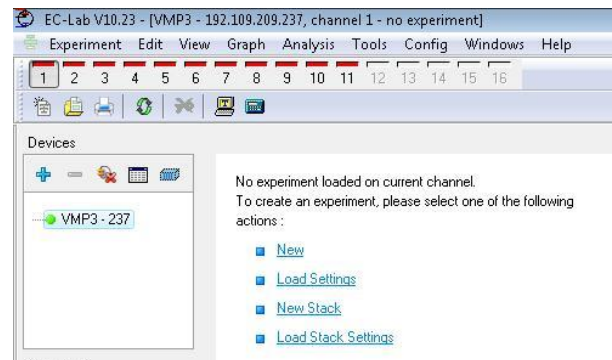 EC-Lab V10.23 - [VMP3 - 192.109.209.237, channel 1 - no experiment]
Experiment Edit View Graph Analysis Tools Config Windows Help
1 2 3 4 5 6 7 8 9 10 11 12 13 14 15 16
Devices
VMP3 - 237
No experiment loaded on current channel.
To create an experiment, please select one of the following
actions :
New
Load Settings
New Stack
Load Stack Settings